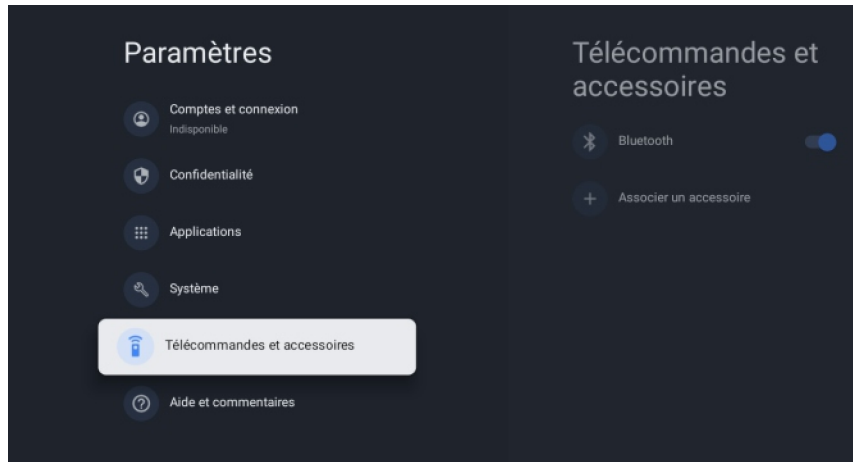 Paramètres
Comptes et connexion
Indisponible
Confidentialité
Applications
Système
Télécommandes et accessoires
Aide et commentaires
Télécommandes et
accessoires
Bluetooth
Associer un accessoire